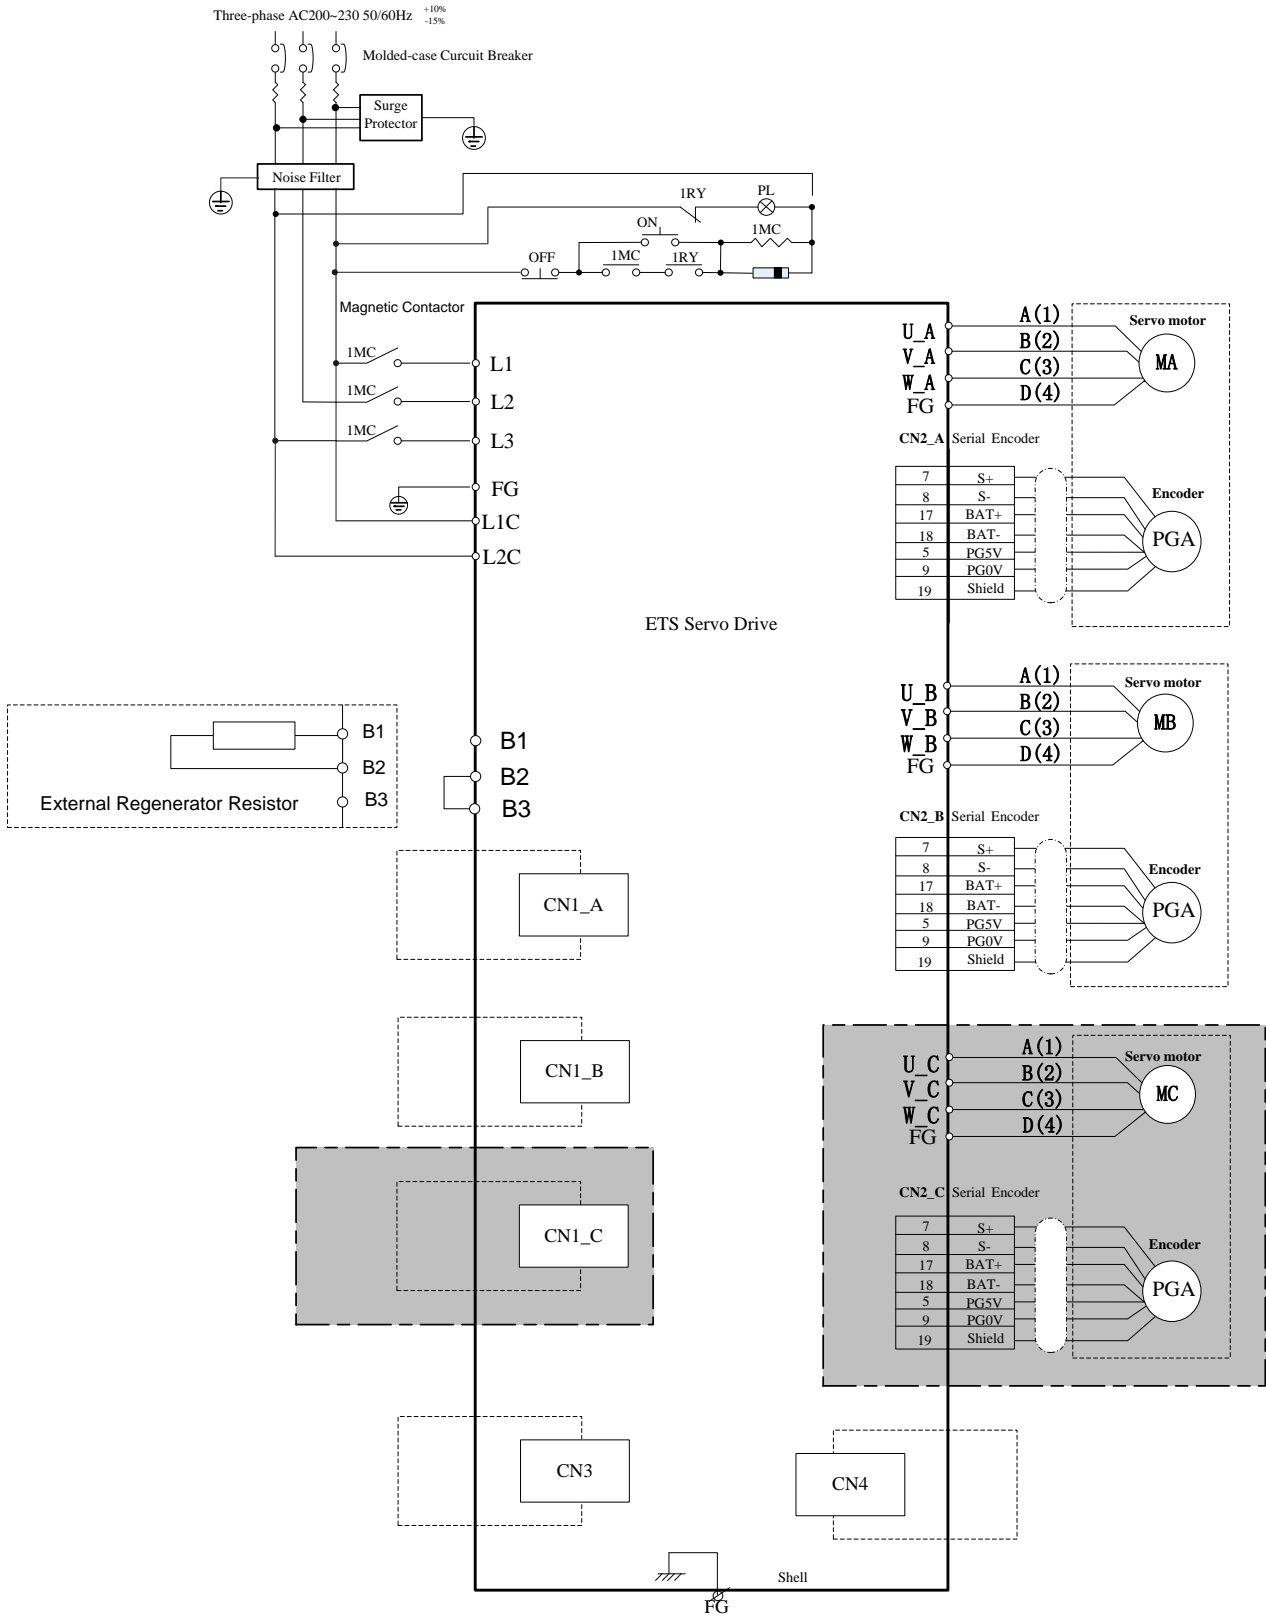 Three-phase AC200~230 50/60Hz +10%
-15%
Molded-case Curcuit Breaker
Surge
Protector
Noise Filter
1RY
PL
ON
1MC
OFF
1MC
1RY
Magnetic Contactor
1MC
L1
1MC
L2
1MC
L3
FG
L1C
L2C
ETS Servo Drive
U_A
V_A
W_A
FG
A(1)
B(2)
C(3)
D(4)
Servo motor
MA
CN2_A Serial Encoder
7 S+
8 S-
17 BAT+
18 BAT-
5 PG5V
9 PG0V
19 Shield
Encoder
PGA
B1
B2
B3
External Regenerator Resistor
B1
B2
B3
U_B
V_B
W_B
FG
A(1)
B(2)
C(3)
D(4)
Servo motor
MB
CN2_B Serial Encoder
7 S+
8 S-
17 BAT+
18 BAT-
5 PG5V
9 PG0V
19 Shield
Encoder
PGA
CN1_A
CN1_B
CN1_C
U_C
V_C
W_C
FG
A(1)
B(2)
C(3)
D(4)
Servo motor
MC
CN2_C Serial Encoder
7 S+
8 S-
17 BAT+
18 BAT-
5 PG5V
9 PG0V
19 Shield
Encoder
PGA
CN3
CN4
Shell
FG